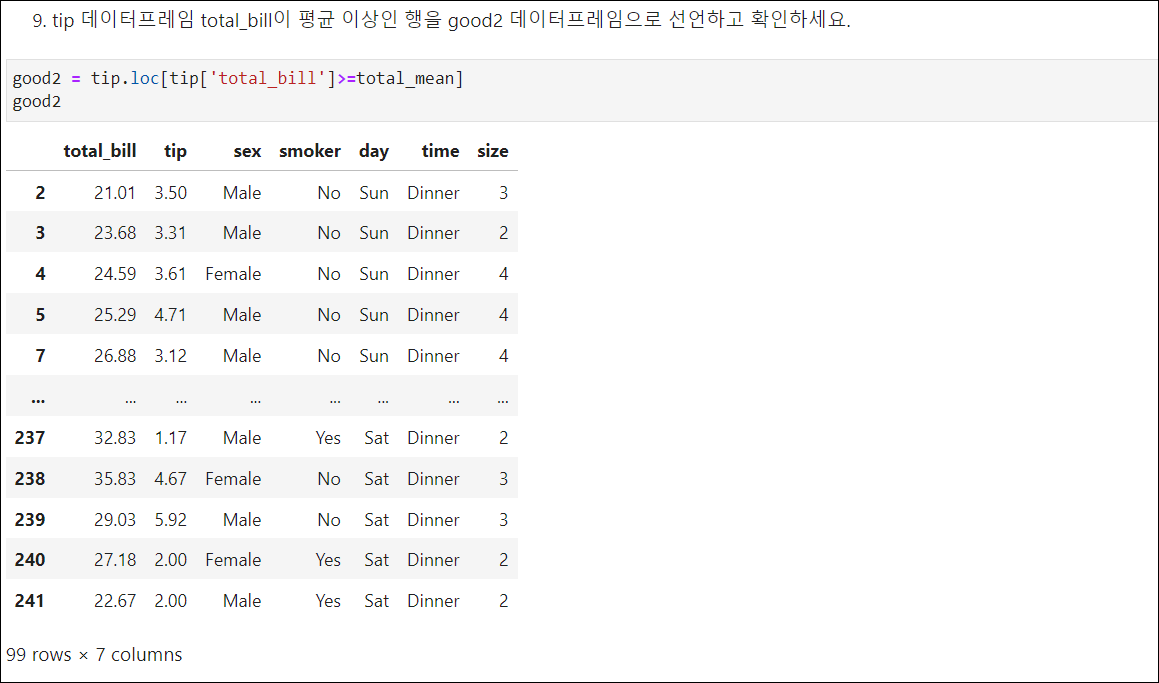 9. tip 데이터프레임 total_bill이 평균 이상인 행을 good2 데이터프레임으로 선언하고 확인하세요.
good2 = tip.loc[tip['total_bill']>=total_mean]
good2
total_bill tip sex smoker day time size
2 21.01 3.50 Male No Sun Dinner 3
3 23.68 3.31 Male No Sun Dinner 2
4 24.59 3.61 Female No Sun Dinner 4
5 25.29 4.71 Male No Sun Dinner 4
7 26.88 3.12 Male No Sun Dinner 4
... ... ... ... ... ... ... ...
237 32.83 1.17 Male Yes Sat Dinner 2
238 35.83 4.67 Female No Sat Dinner 3
239 29.03 5.92 Male No Sat Dinner 3
240 27.18 2.00 Female Yes Sat Dinner 2
241 22.67 2.00 Male Yes Sat Dinner 2
99 rows × 7 columns